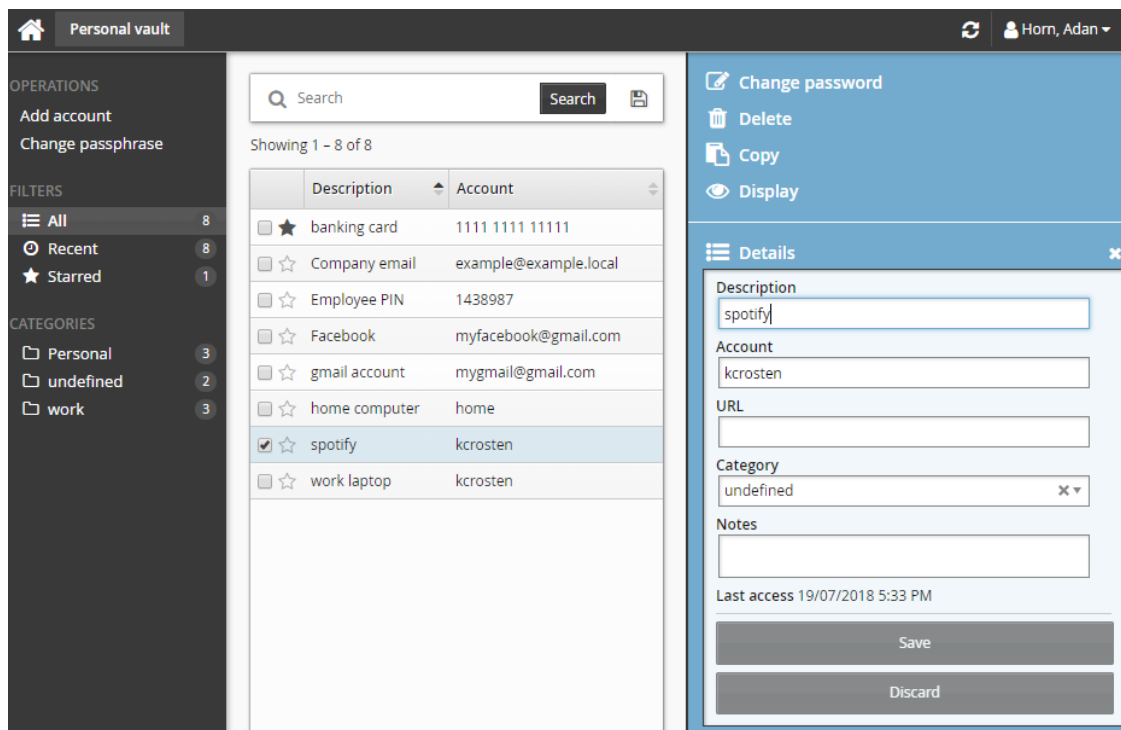 Personal vault
Horn, Adan
OPERATIONS
Add account
Change passphrase
FILTERS
All 8
Recent 8
Starred 1
CATEGORIES
Personal 3
undefined 2
work 3
Search Search
Showing 1 – 8 of 8
Description Account
banking card 1111 1111 11111
Company email example@example.local
Employee PIN 1438987
Facebook myfacebook@gmail.com
gmail account mygmail@gmail.com
home computer home
spotify kcrosten
work laptop kcrosten
Change password
Delete
Copy
Display
Details
Description
spotify
Account
kcrosten
URL
Category
undefined
Notes
Last access 19/07/2018 5:33 PM
Save
Discard